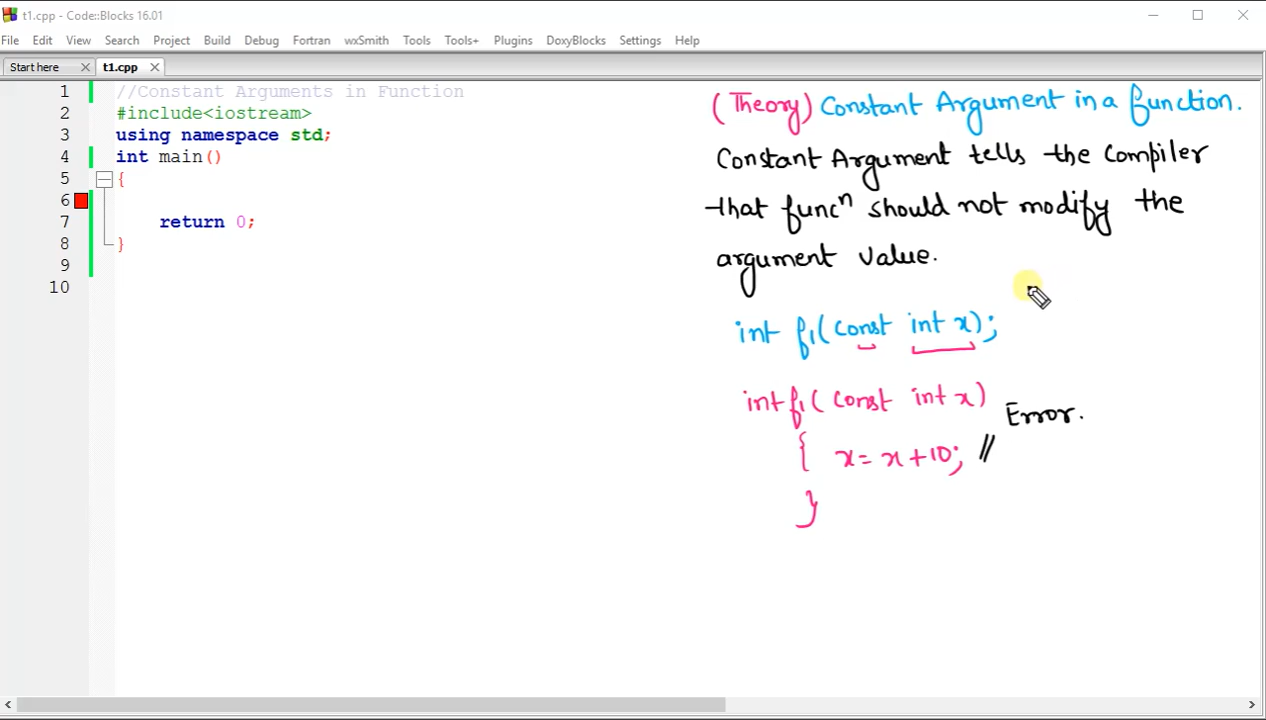 t1.cpp - Code::Blocks 16.01
File Edit View Search Project Build Debug Fortran wxSmith Tools Tools+ Plugins DoxyBlocks Settings Help
Start here t1.cpp
1 //Constant Arguments in Function
2 #include<iostream>
3 using namespace std;
4 int main()
5 {
6
7 return 0;
8 }
9
10
(Theory) Constant Argument in a function.
Constant Argument tells the Compiler
that funcⁿ should not modify the
argument value.
int f1(const int x);
int f1(const int x)
Error.
{ x = x+10; //
}